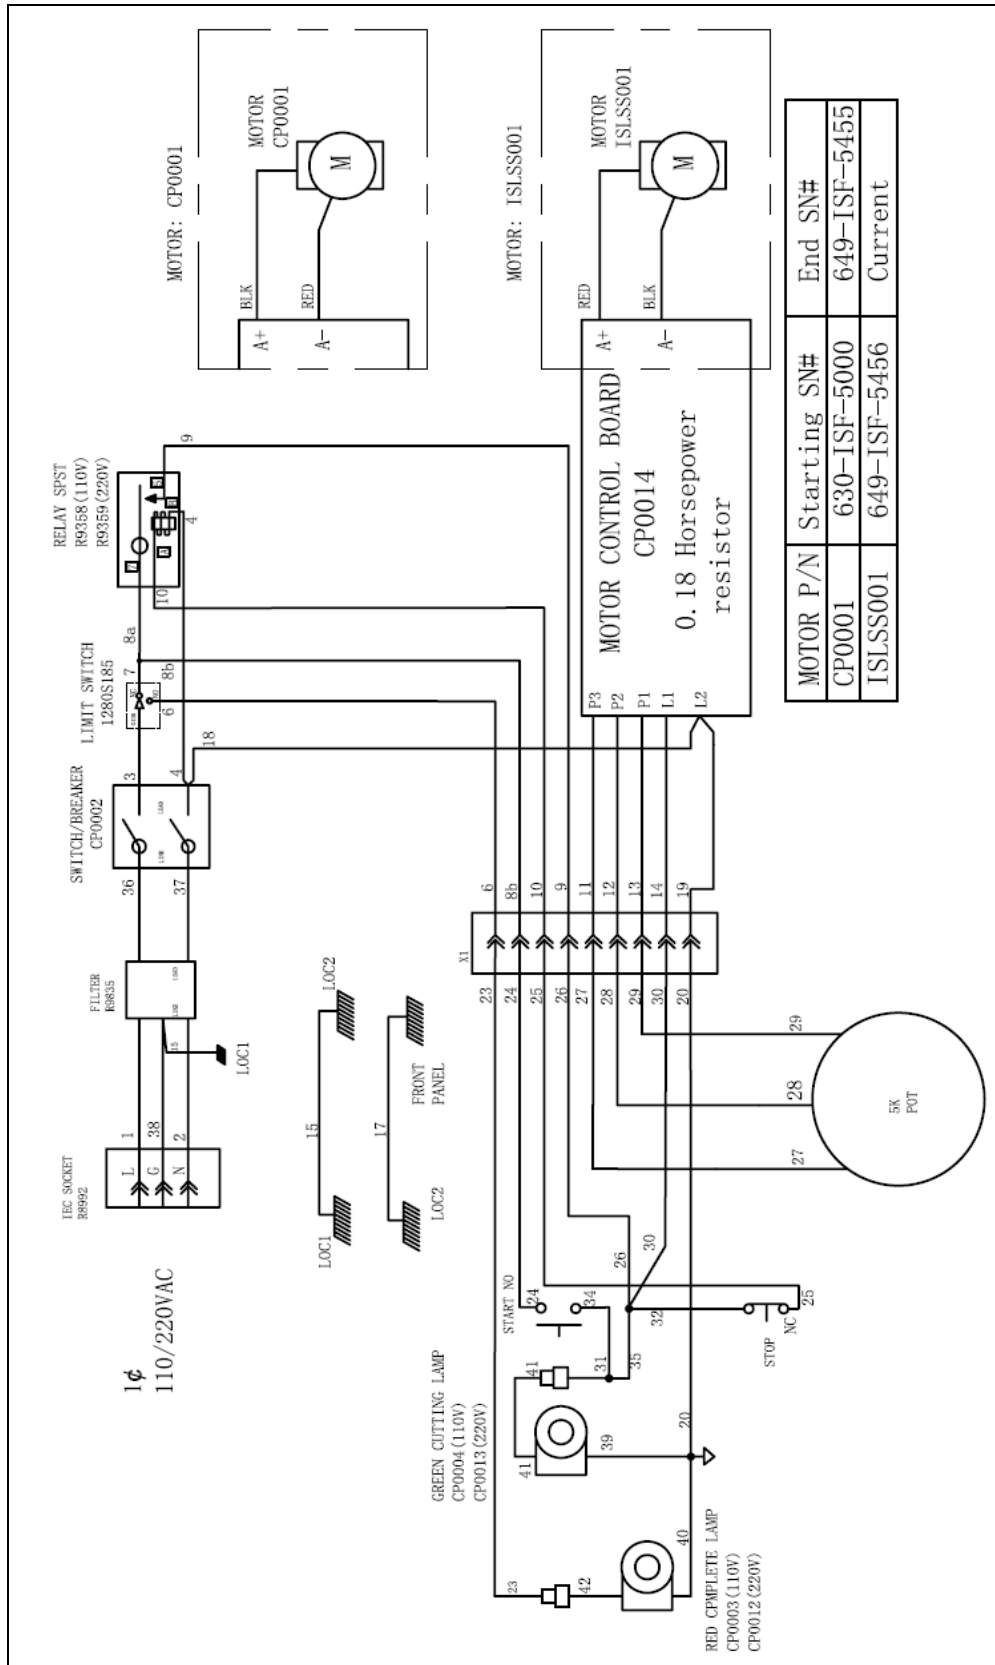 1¢
110/220VAC
IEC SOCKET
R8992
L
G
N
1
38
2
FILTER
R9835
LINE
LOAD
15
LOC1
36
37
SWITCH/BREAKER
CP0002
LINE
LOAD
3
4
LIMIT SWITCH
1280S185
COM
NC
NO
7
6
8a
8b
18
RELAY SPST
R9358(110V)
R9359(220V)
10
4
9
MOTOR: CP0001
MOTOR
CP0001
M
BLK
RED
A+
A-
MOTOR: ISLSS001
MOTOR
ISLSS001
M
RED
BLK
A+
A-
MOTOR CONTROL BOARD
CP0014
0.18 Horsepower
resistor
P3
P2
P1
L1
L2
MOTOR P/N Starting SN# End SN#
CP0001 630-ISF-5000 649-ISF-5455
ISLSS001 649-ISF-5456 Current
LOC1
15
LOC2
LOC2
17
FRONT
PANEL
X1
6
8b
10
9
11
12
13
14
19
23
24
25
26
27
28
29
30
20
5K
POT
27
28
29
START NO
24
34
26
30
32
25
STOP
NC
31
35
41
41
39
20
GREEN CUTTING LAMP
CP0004(110V)
CP0013(220V)
23
42
40
RED CPMPLETE LAMP
CP0003(110V)
CP0012(220V)